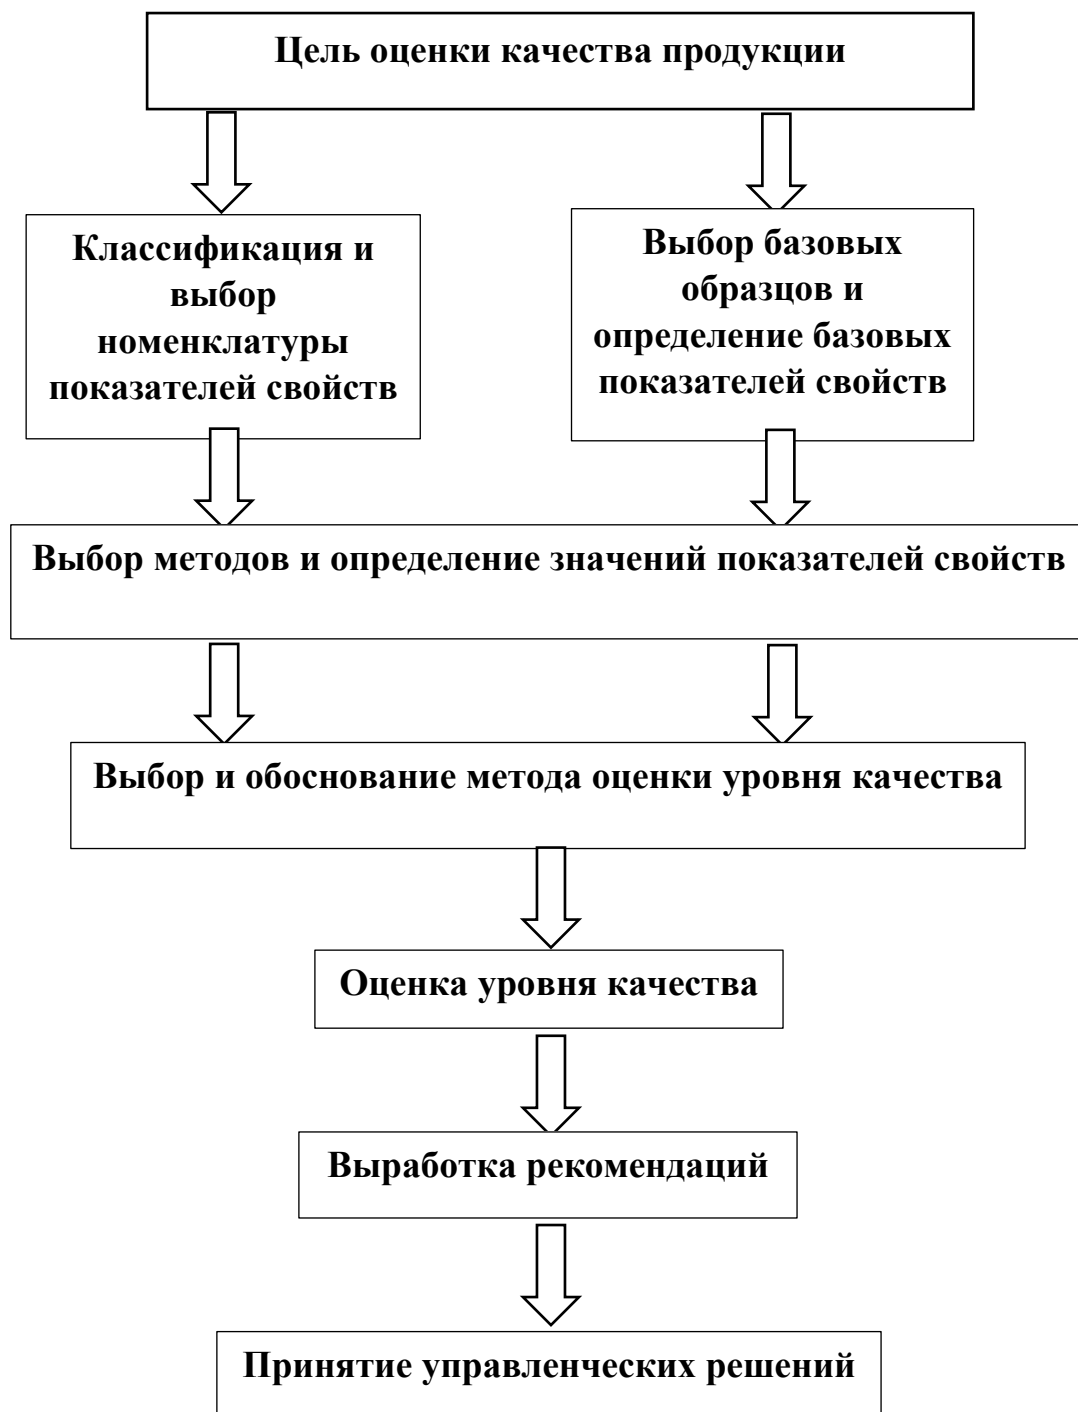 Цель оценки качества продукции
Классификация и
выбор
номенклатуры
показателей свойств
Выбор базовых
образцов и
определение базовых
показателей свойств
Выбор методов и определение значений показателей свойств
Выбор и обоснование метода оценки уровня качества
Оценка уровня качества
Выработка рекомендаций
Принятие управленческих решений